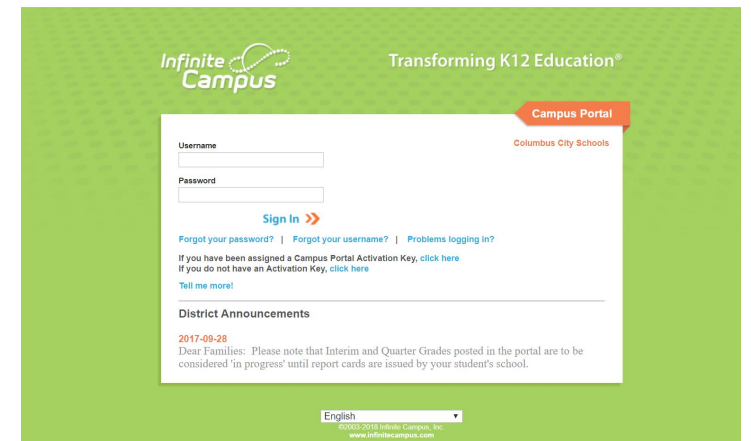 Infinite
Campus
Transforming K12 Education®
Campus Portal
Columbus City Schools
Username
Password
Sign In
Forgot your password? | Forgot your username? | Problems logging in?
If you have been assigned a Campus Portal Activation Key, click here
If you do not have an Activation Key, click here
Tell me more!
District Announcements
2017-09-28
Dear Families: Please note that Interim and Quarter Grades posted in the portal are to be
considered 'in progress' until report cards are issued by your student's school.
English
©2003-2018 Infinite Campus, Inc.
www.infinitecampus.com